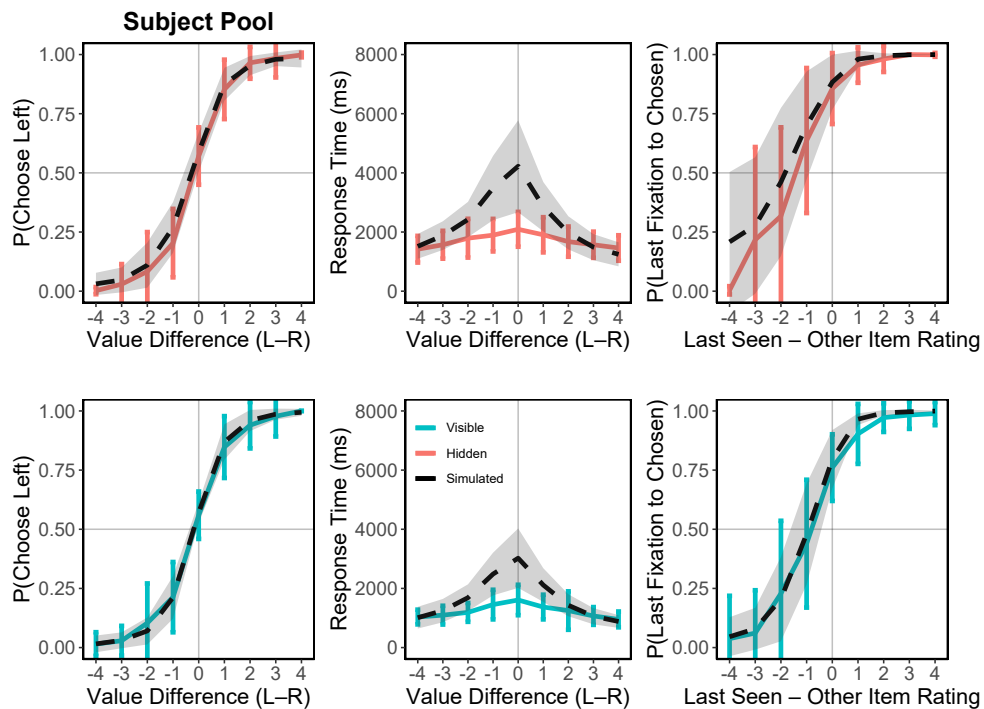 Subject Pool
P(Choose Left)
1.00
0.75
0.50
0.25
0.00
-4 -3 -2 -1 0 1 2 3 4
Value Difference (L–R)
Response Time (ms)
8000
6000
4000
2000
0
-4 -3 -2 -1 0 1 2 3 4
Value Difference (L–R)
P(Last Fixation to Chosen)
1.00
0.75
0.50
0.25
0.00
-4 -3 -2 -1 0 1 2 3 4
Last Seen – Other Item Rating
P(Choose Left)
1.00
0.75
0.50
0.25
0.00
-4 -3 -2 -1 0 1 2 3 4
Value Difference (L–R)
Response Time (ms)
8000
6000
4000
2000
0
Visible
Hidden
Simulated
-4 -3 -2 -1 0 1 2 3 4
Value Difference (L–R)
P(Last Fixation to Chosen)
1.00
0.75
0.50
0.25
0.00
-4 -3 -2 -1 0 1 2 3 4
Last Seen – Other Item Rating